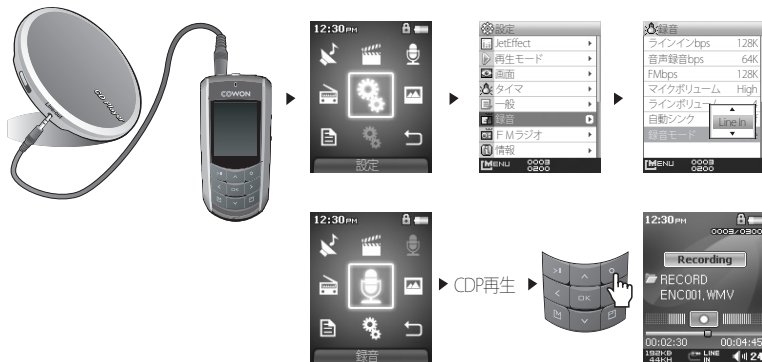 12:30PM
設定
設定
JetEffect
再生モード
画面
タイマ
一般
録音
FMラジオ
情報
MENU 0003
0200
録音
ラインインbps 128K
音声録音bps 64K
FMbps 128K
マイクボリューム High
ラインボリューム
自動シンク
録音モード
Line in
MENU 0003
0200
CD Player
Lineout
COWON
OK
12:30PM
録音
CDP再生
OK
12:30PM
0003/0300
Recording
RECORD
ENC001,WMV
00:02:30 00:04:45
192KB
44KH
LINE
IN
24